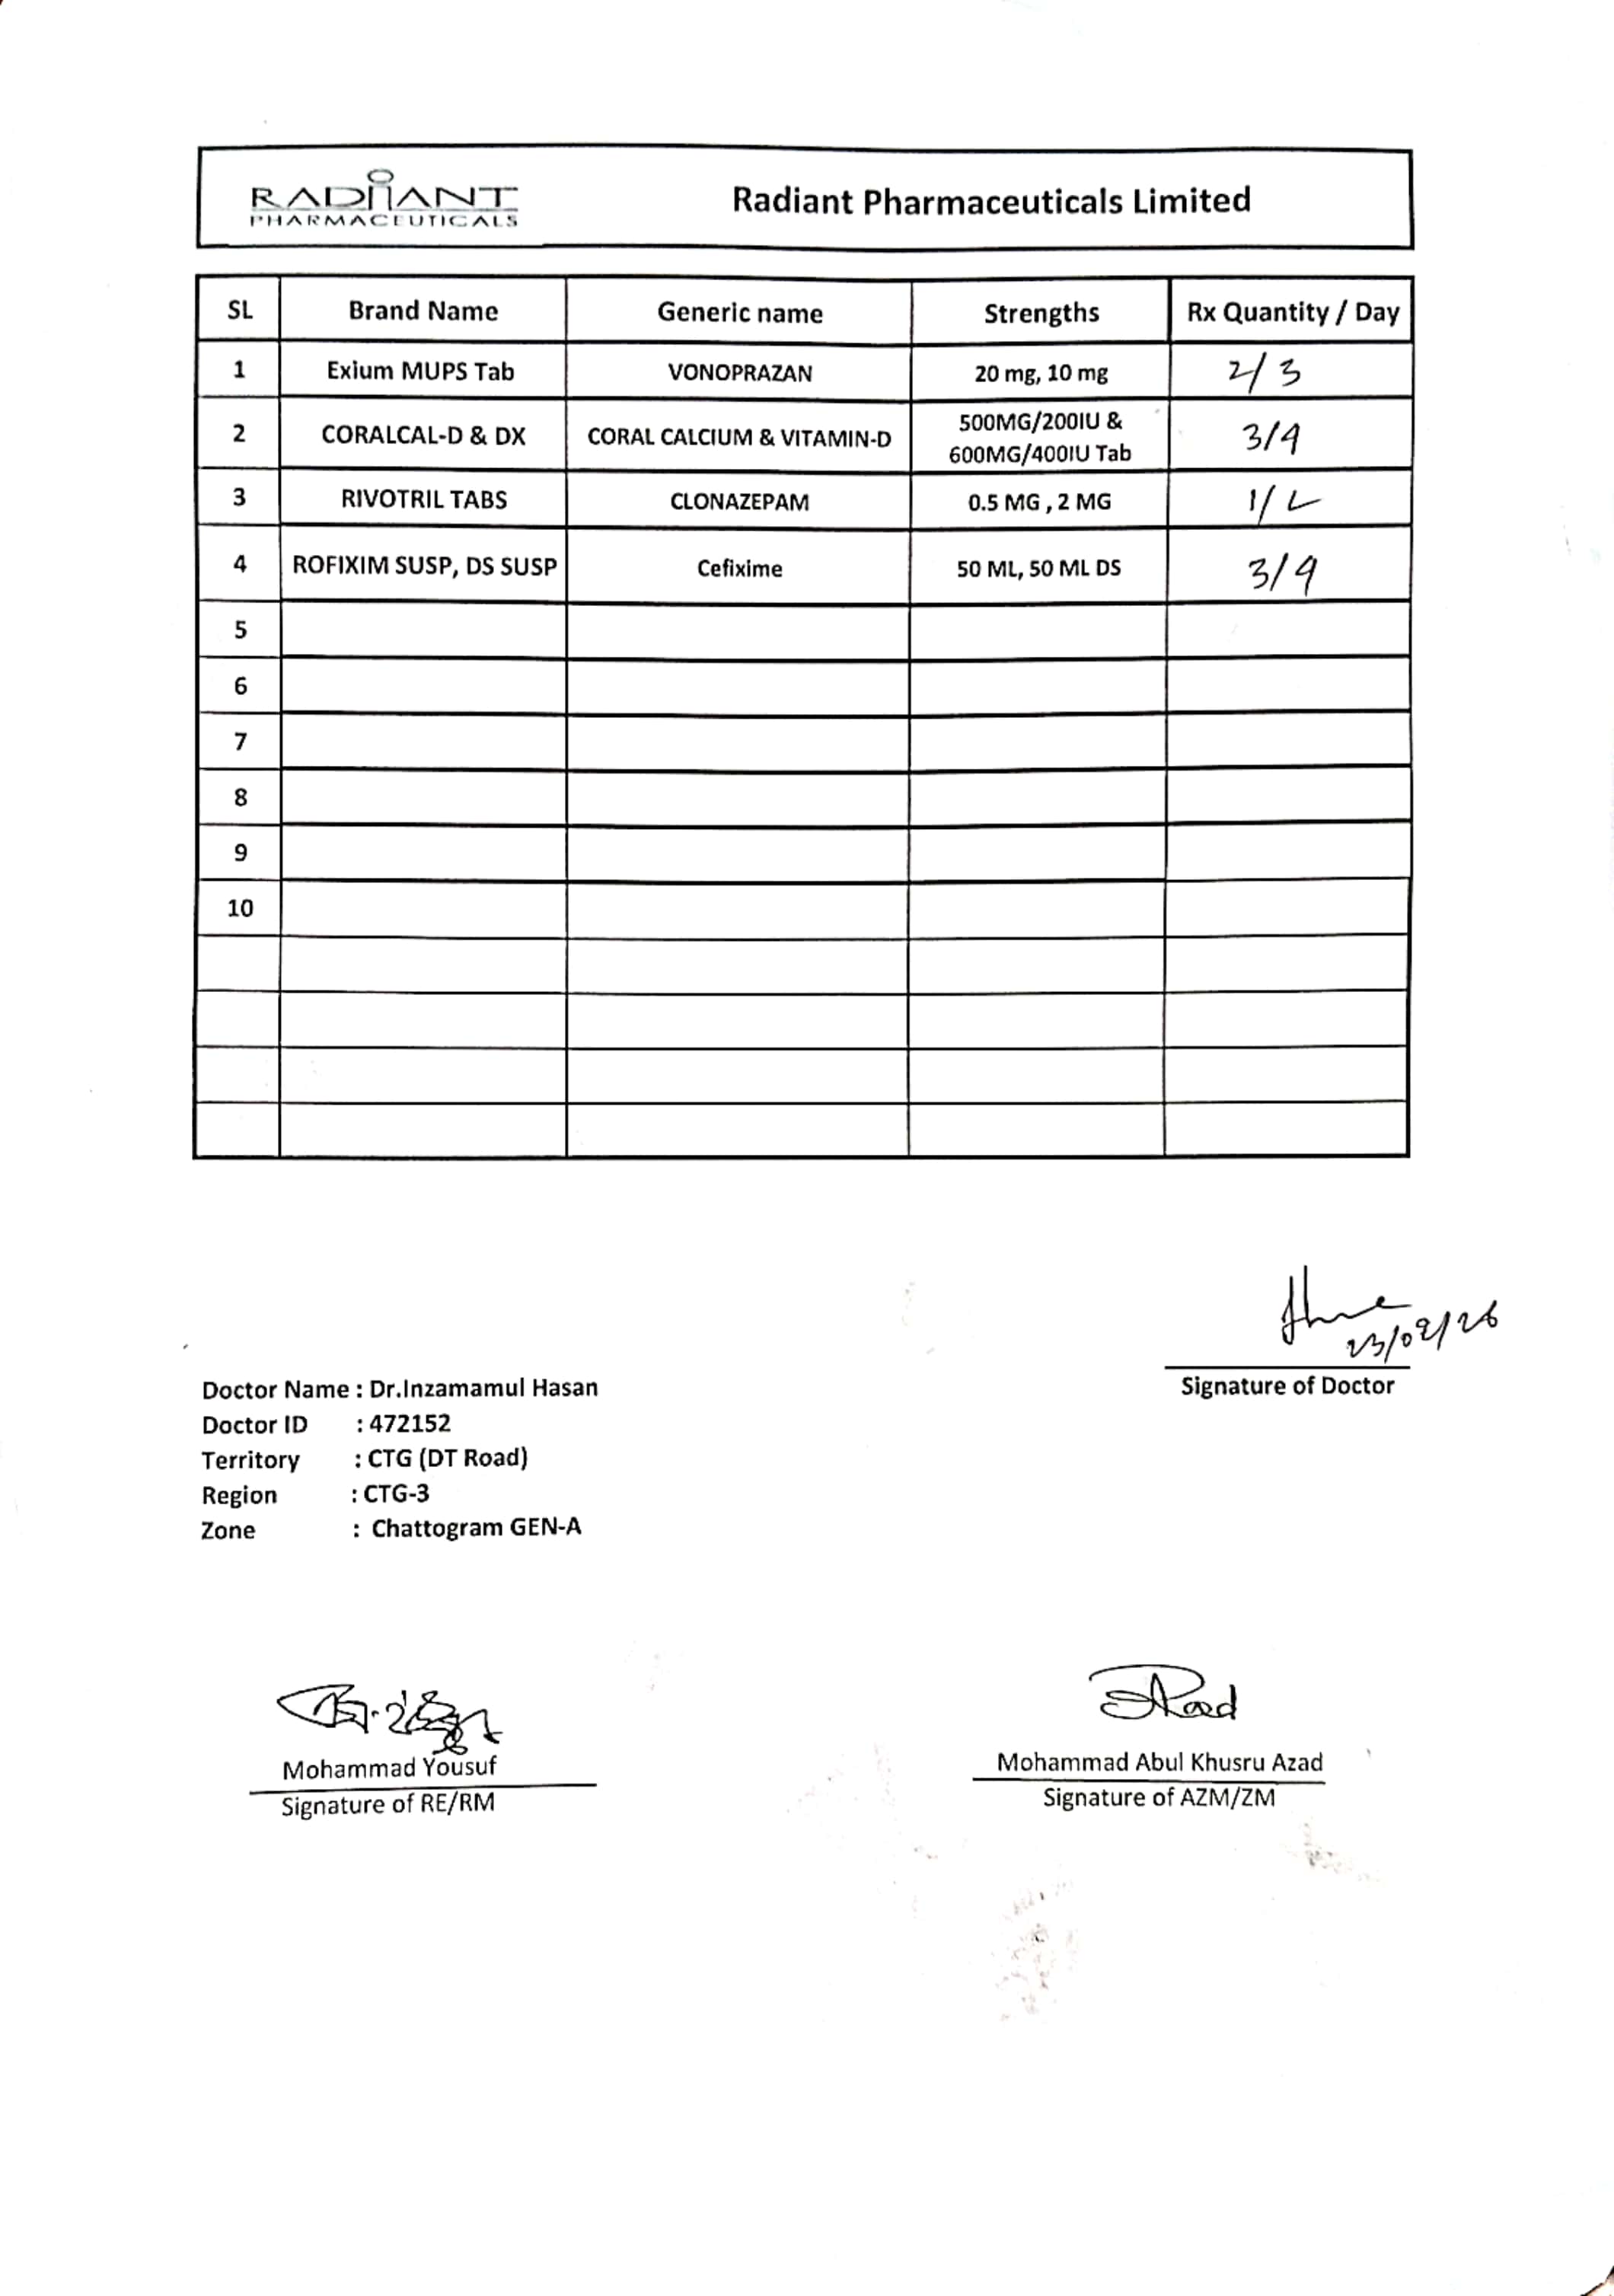 RADIANT
PHARMACEUTICALS
Radiant Pharmaceuticals Limited
SL Brand Name Generic name Strengths Rx Quantity / Day
1 Exium MUPS Tab VONOPRAZAN 20 mg, 10 mg 2/3
2 CORALCAL-D & DX CORAL CALCIUM & VITAMIN-D 500MG/200IU & 600MG/400IU Tab 3/4
3 RIVOTRIL TABS CLONAZEPAM 0.5 MG , 2 MG 1/2
4 ROFIXIM SUSP, DS SUSP Cefixime 50 ML, 50 ML DS 3/4
5
6
7
8
9
10
23/02/26
Signature of Doctor
Doctor Name : Dr.Inzamamul Hasan
Doctor ID : 472152
Territory : CTG (DT Road)
Region : CTG-3
Zone : Chattogram GEN-A
Mohammad Yousuf
Signature of RE/RM
Mohammad Abul Khusru Azad
Signature of AZM/ZM